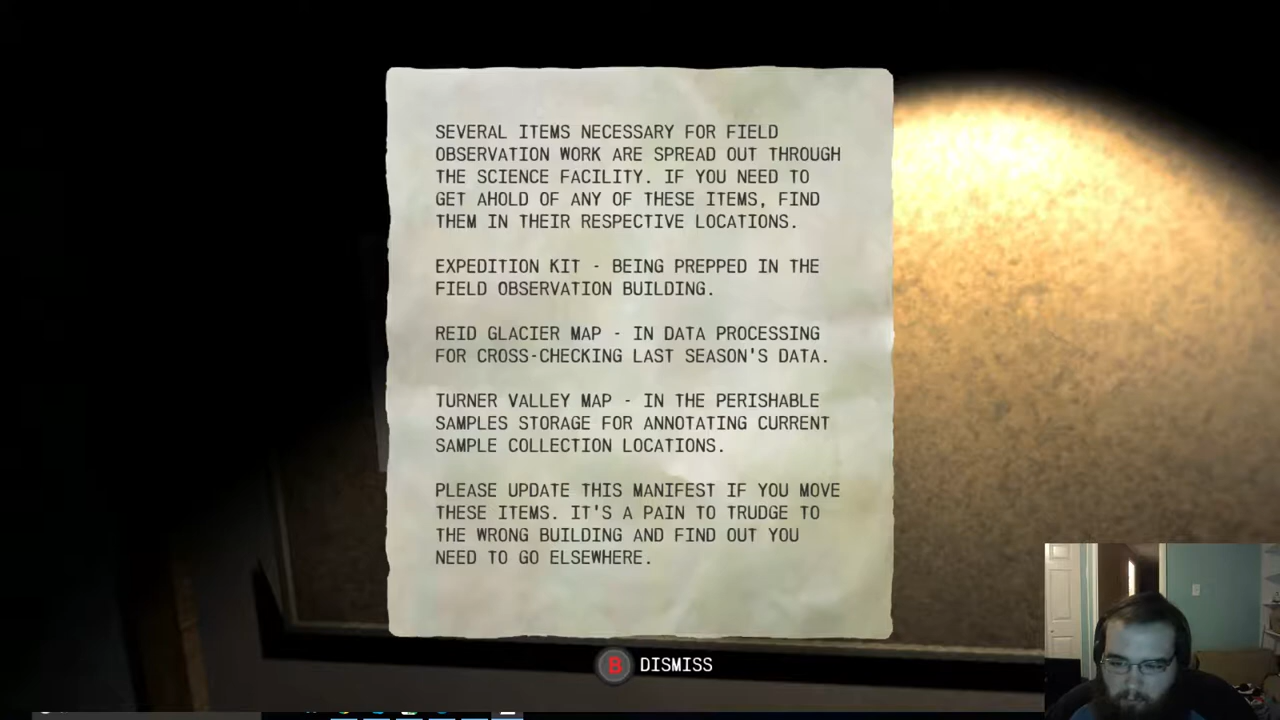 SEVERAL ITEMS NECESSARY FOR FIELD
OBSERVATION WORK ARE SPREAD OUT THROUGH
THE SCIENCE FACILITY. IF YOU NEED TO
GET AHOLD OF ANY OF THESE ITEMS, FIND
THEM IN THEIR RESPECTIVE LOCATIONS.
EXPEDITION KIT - BEING PREPPED IN THE
FIELD OBSERVATION BUILDING.
REID GLACIER MAP - IN DATA PROCESSING
FOR CROSS-CHECKING LAST SEASON'S DATA.
TURNER VALLEY MAP - IN THE PERISHABLE
SAMPLES STORAGE FOR ANNOTATING CURRENT
SAMPLE COLLECTION LOCATIONS.
PLEASE UPDATE THIS MANIFEST IF YOU MOVE
THESE ITEMS. IT'S A PAIN TO TRUDGE TO
THE WRONG BUILDING AND FIND OUT YOU
NEED TO GO ELSEWHERE.
B DISMISS